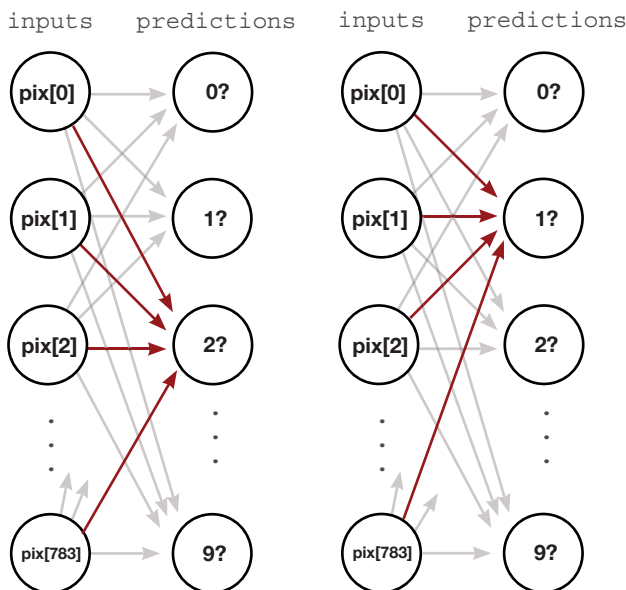 inputs predictions
pix[0] 0?
pix[1] 1?
pix[2] 2?
pix[783] 9?
inputs predictions
pix[0] 0?
pix[1] 1?
pix[2] 2?
pix[783] 9?